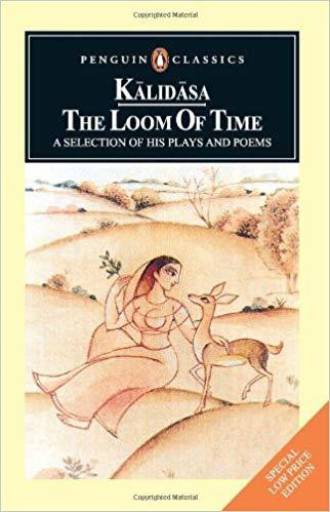 PENGUIN CLASSICS
KĀLIDĀSA
THE LOOM OF TIME
A SELECTION OF HIS PLAYS AND POEMS
SPECIAL
LOW PRICE
EDITION